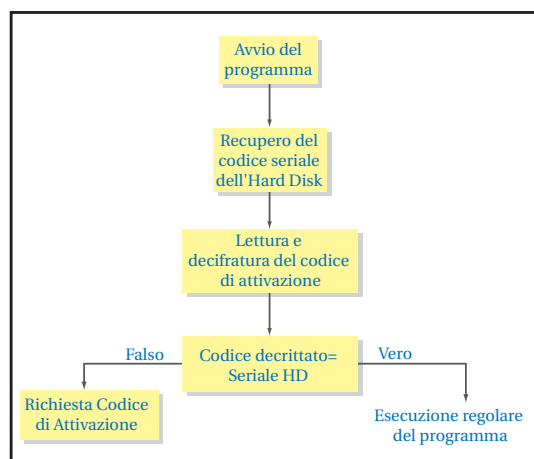 Avvio del
programma
Recupero del
codice seriale
dell'Hard Disk
Lettura e
decifratura del codice
di attivazione
Falso
Codice decrittato=
Seriale HD
Vero
Richiesta Codice
di Attivazione
Esecuzione regolare
del programma